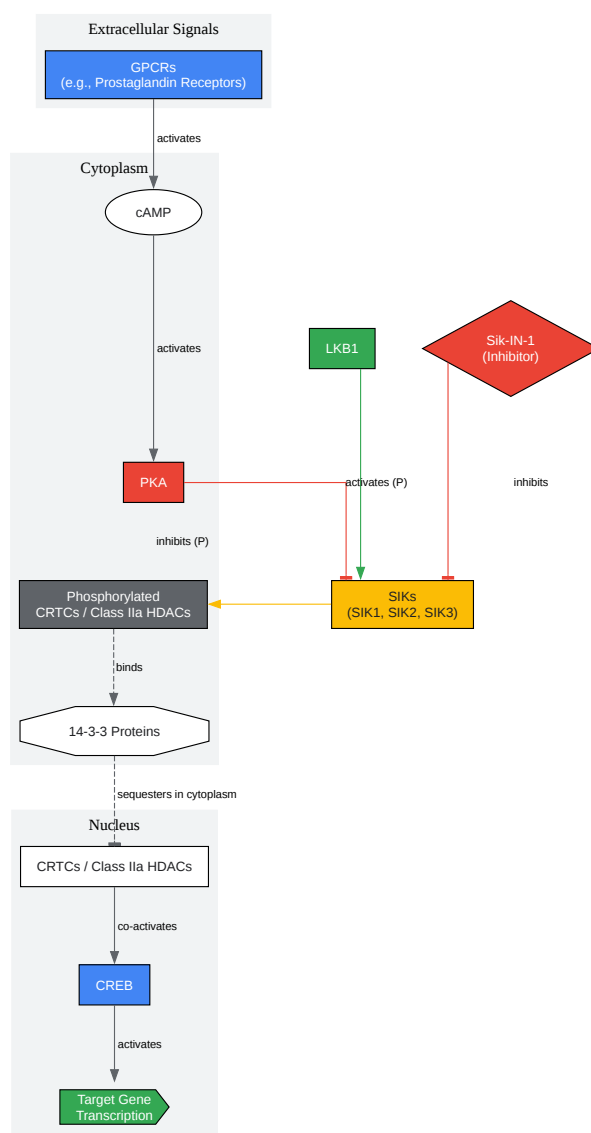 Extracellular Signals
GPCRs
(e.g., Prostaglandin Receptors)
activates
Cytoplasm
cAMP
activates
LKB1
Sik-IN-1
(Inhibitor)
PKA
activates (P)
inhibits
inhibits (P)
Phosphorylated
CRTCs / Class IIa HDACs
SIKs
(SIK1, SIK2, SIK3)
binds
14-3-3 Proteins
sequesters in cytoplasm
Nucleus
CRTCs / Class IIa HDACs
co-activates
CREB
activates
Target Gene
Transcription